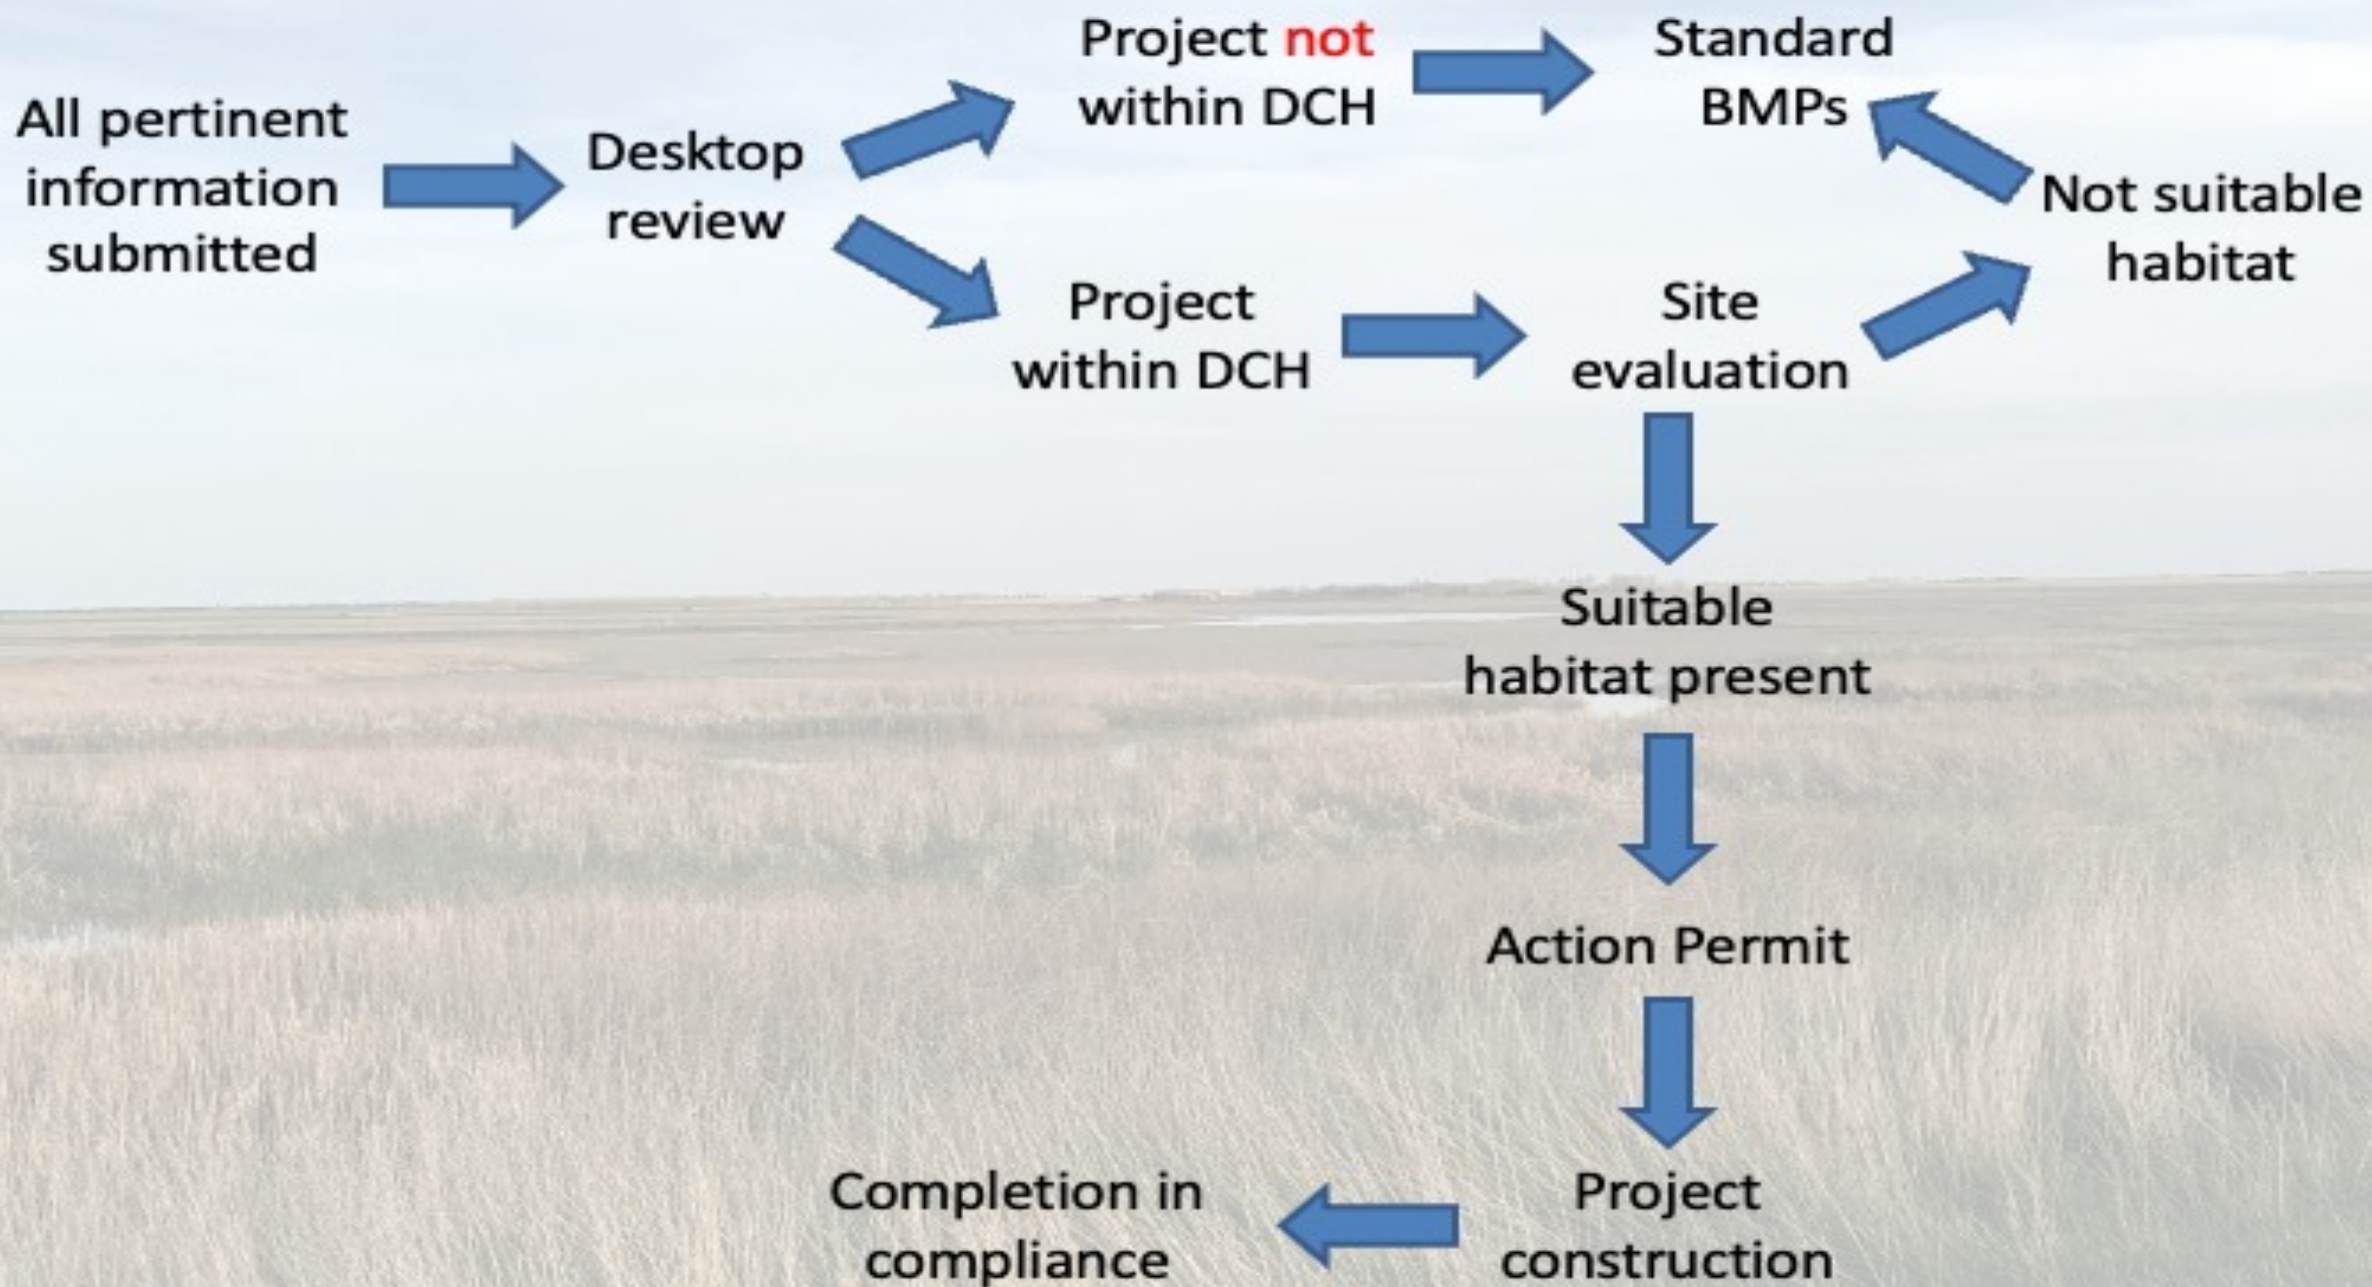 All pertinent
information
submitted
Desktop
review
Project not
within DCH
Standard
BMPs
Project
within DCH
Site
evaluation
Not suitable
habitat
Suitable
habitat present
Action Permit
Project
construction
Completion in
compliance